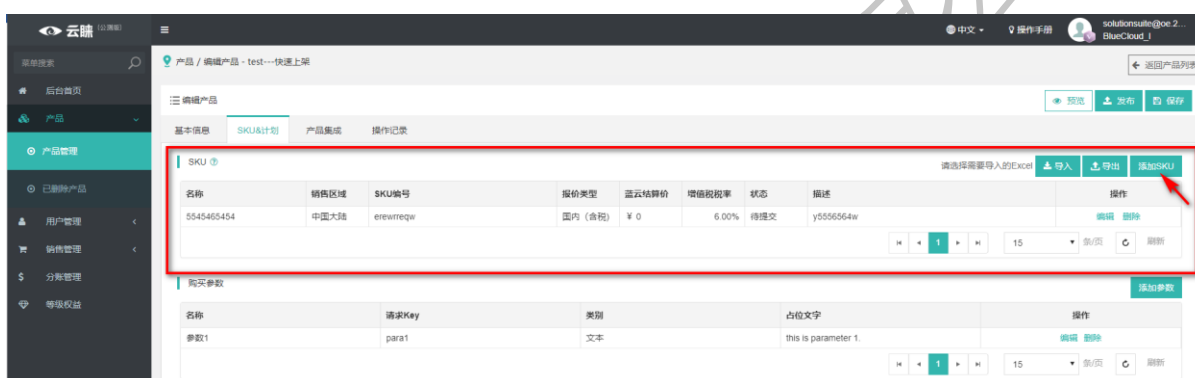 云睐 (公测版)
中文
操作手册
solutionsuite@oe.2...
BlueCloud_I
菜单搜索
产品 / 编辑产品 - test---快速上架
返回产品列表
后台首页
编辑产品
预览 发布 保存
产品
基本信息 SKU&计划 产品集成 操作记录
产品管理
SKU
请选择需要导入的Excel 导入 导出 添加SKU
已删除产品
名称 销售区域 SKU编号 报价类型 蓝云结算价 增值税税率 状态 描述 操作
5545465454 中国大陆 erewrreqw 国内 (含税) ¥ 0 6.00% 待提交 y5556564w 编辑 删除
用户管理
1 15 条/页 刷新
销售管理
分账管理
购买参数
添加参数
等级权益
名称 请求Key 类别 占位文字 操作
参数1 para1 文本 this is parameter 1. 编辑 删除
1 15 条/页 刷新